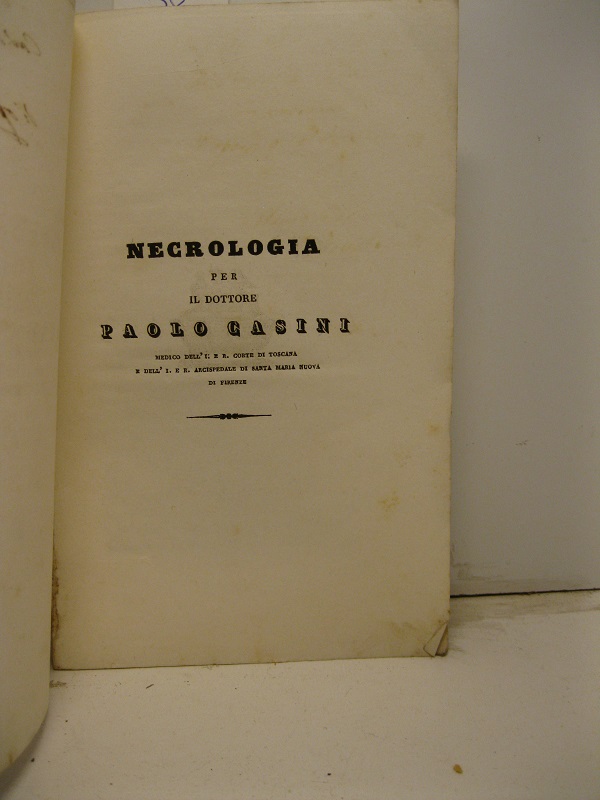 NECROLOGIA
PER
IL DOTTORE
PAOLO CASINI
MEDICO DELL' I. E R. CORTE DI TOSCANA
E DELL' I. E R. ARCISPEDALE DI SANTA MARIA NUOVA
DI FIRENZE